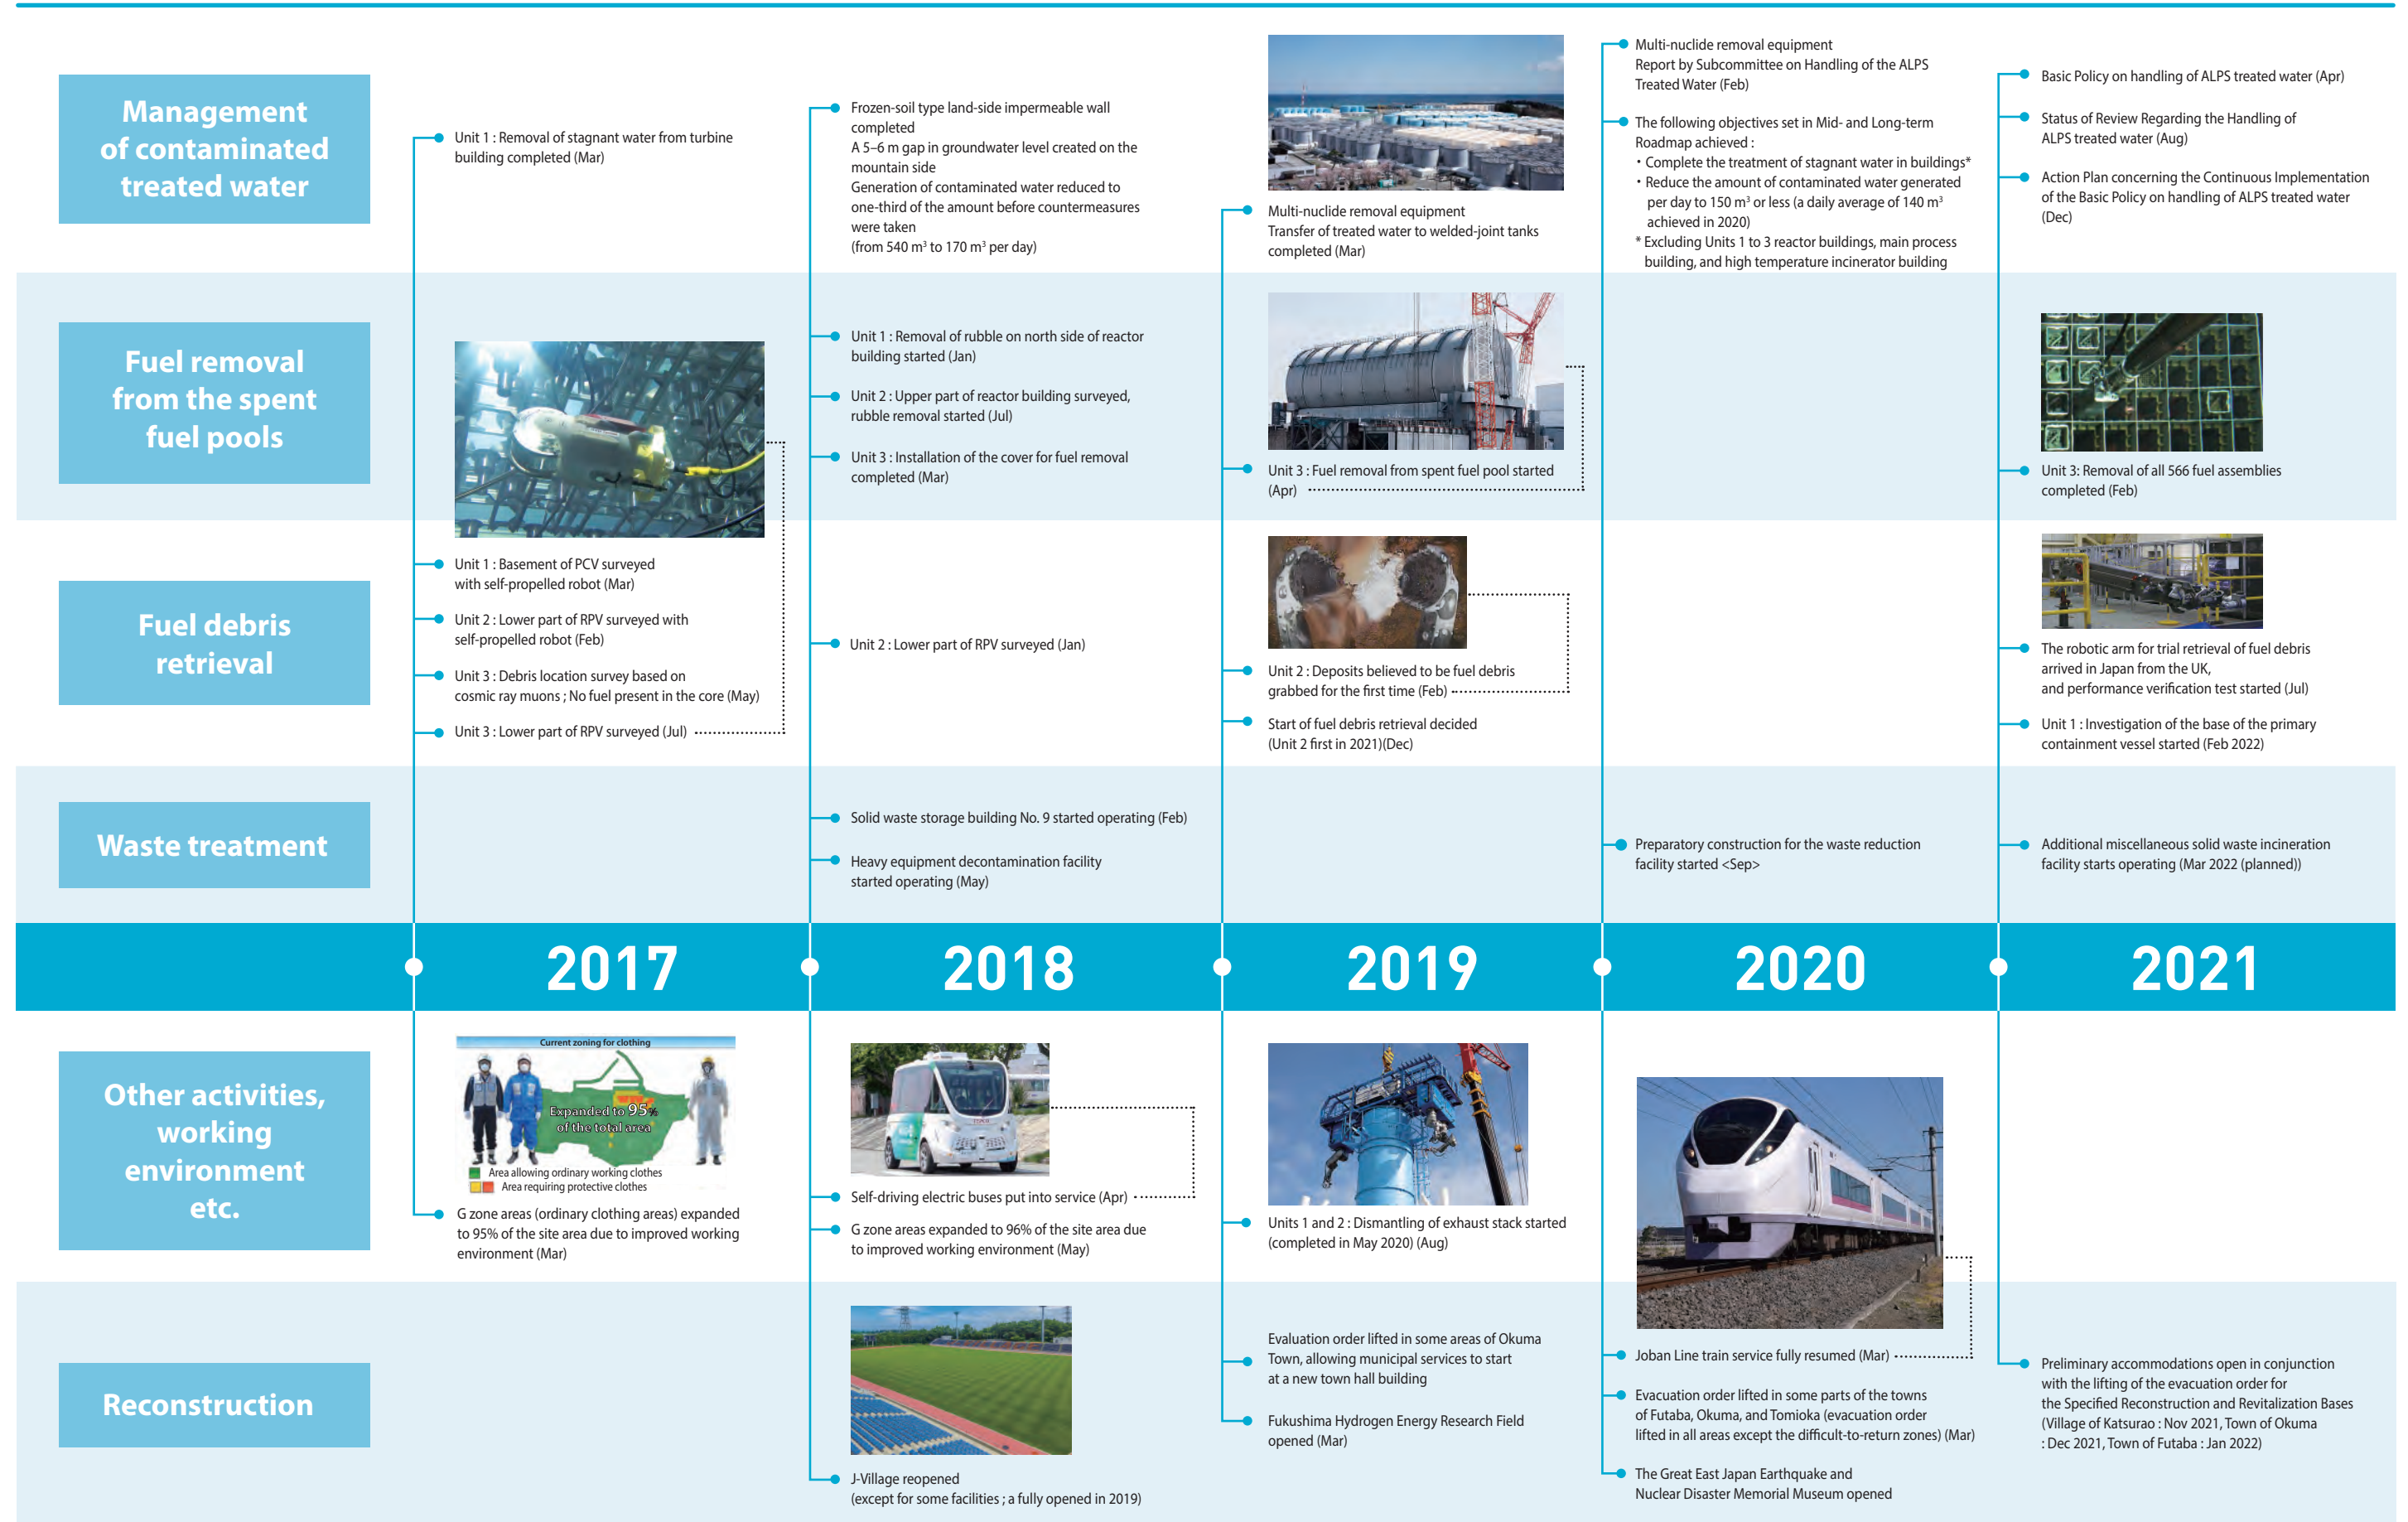 Management
of contaminated
treated water
Unit 1 : Removal of stagnant water from turbine
building completed (Mar)
Frozen-soil type land-side impermeable wall
completed
A 5–6 m gap in groundwater level created on the
mountain side
Generation of contaminated water reduced to
one-third of the amount before countermeasures
were taken
(from 540 m³ to 170 m³ per day)
Multi-nuclide removal equipment
Transfer of treated water to welded-joint tanks
completed (Mar)
Multi-nuclide removal equipment
Report by Subcommittee on Handling of the ALPS
Treated Water (Feb)
The following objectives set in Mid- and Long-term
Roadmap achieved :
・Complete the treatment of stagnant water in buildings*
・Reduce the amount of contaminated water generated
per day to 150 m³ or less (a daily average of 140 m³
achieved in 2020)
* Excluding Units 1 to 3 reactor buildings, main process
building, and high temperature incinerator building
Basic Policy on handling of ALPS treated water (Apr)
Status of Review Regarding the Handling of
ALPS treated water (Aug)
Action Plan concerning the Continuous Implementation
of the Basic Policy on handling of ALPS treated water
(Dec)
Fuel removal
from the spent
fuel pools
Unit 1 : Removal of rubble on north side of reactor
building started (Jan)
Unit 2 : Upper part of reactor building surveyed,
rubble removal started (Jul)
Unit 3 : Installation of the cover for fuel removal
completed (Mar)
Unit 3 : Fuel removal from spent fuel pool started
(Apr)
Unit 3: Removal of all 566 fuel assemblies
completed (Feb)
Fuel debris
retrieval
Unit 1 : Basement of PCV surveyed
with self-propelled robot (Mar)
Unit 2 : Lower part of RPV surveyed with
self-propelled robot (Feb)
Unit 3 : Debris location survey based on
cosmic ray muons ; No fuel present in the core (May)
Unit 3 : Lower part of RPV surveyed (Jul)
Unit 2 : Lower part of RPV surveyed (Jan)
Unit 2 : Deposits believed to be fuel debris
grabbed for the first time (Feb)
Start of fuel debris retrieval decided
(Unit 2 first in 2021)(Dec)
The robotic arm for trial retrieval of fuel debris
arrived in Japan from the UK,
and performance verification test started (Jul)
Unit 1 : Investigation of the base of the primary
containment vessel started (Feb 2022)
Waste treatment
Solid waste storage building No. 9 started operating (Feb)
Heavy equipment decontamination facility
started operating (May)
Preparatory construction for the waste reduction
facility started <Sep>
Additional miscellaneous solid waste incineration
facility starts operating (Mar 2022 (planned))
2017
2018
2019
2020
2021
Other activities,
working
environment
etc.
Current zoning for clothing
Expanded to 95%
of the total area
Area allowing ordinary working clothes
Area requiring protective clothes
G zone areas (ordinary clothing areas) expanded
to 95% of the site area due to improved working
environment (Mar)
Self-driving electric buses put into service (Apr)
G zone areas expanded to 96% of the site area due
to improved working environment (May)
Units 1 and 2 : Dismantling of exhaust stack started
(completed in May 2020) (Aug)
Reconstruction
J-Village reopened
(except for some facilities ; a fully opened in 2019)
Evaluation order lifted in some areas of Okuma
Town, allowing municipal services to start
at a new town hall building
Fukushima Hydrogen Energy Research Field
opened (Mar)
Joban Line train service fully resumed (Mar)
Evacuation order lifted in some parts of the towns
of Futaba, Okuma, and Tomioka (evacuation order
lifted in all areas except the difficult-to-return zones) (Mar)
The Great East Japan Earthquake and
Nuclear Disaster Memorial Museum opened
Preliminary accommodations open in conjunction
with the lifting of the evacuation order for
the Specified Reconstruction and Revitalization Bases
(Village of Katsurao : Nov 2021, Town of Okuma
: Dec 2021, Town of Futaba : Jan 2022)